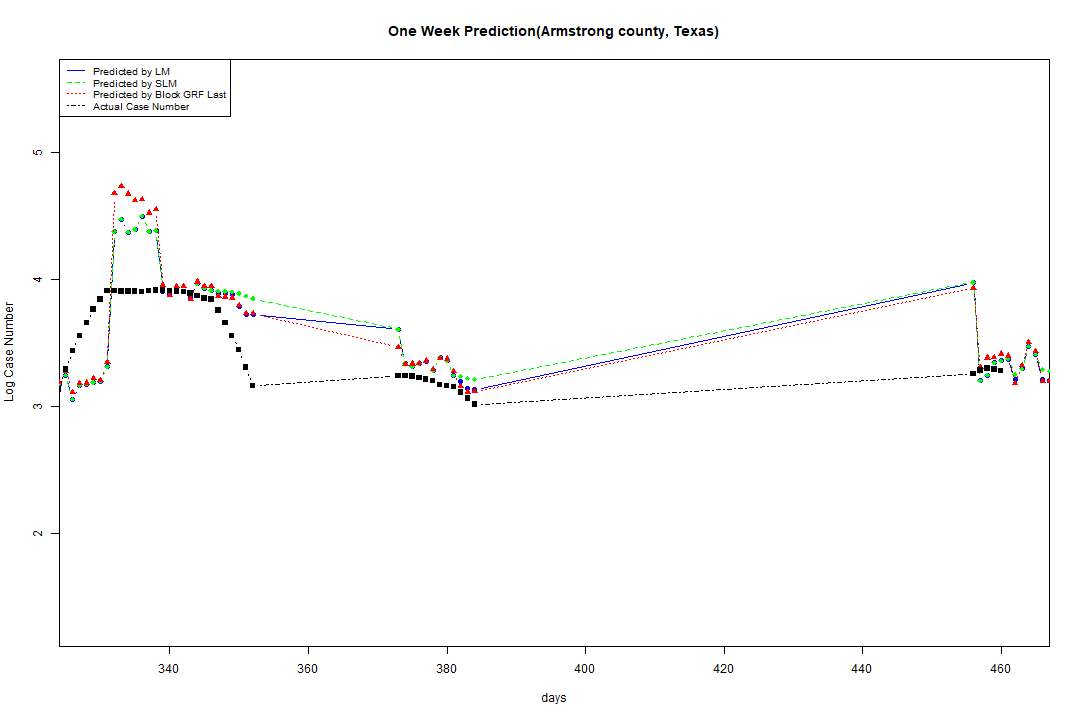 One Week Prediction(Armstrong county, Texas)
Predicted by LM
Predicted by SLM
Predicted by Block GRF Last
Actual Case Number
5
4
3
2
Log Case Number
340 360 380 400 420 440 460
days